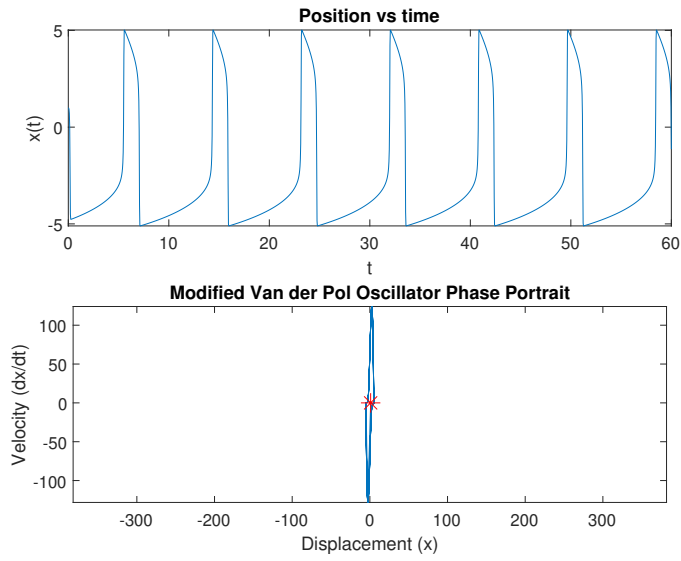 Position vs time
5
0
-5
x(t)
0 10 20 30 40 50 60
t
Modified Van der Pol Oscillator Phase Portrait
100
50
0
-50
-100
Velocity (dx/dt)
-300 -200 -100 0 100 200 300
Displacement (x)